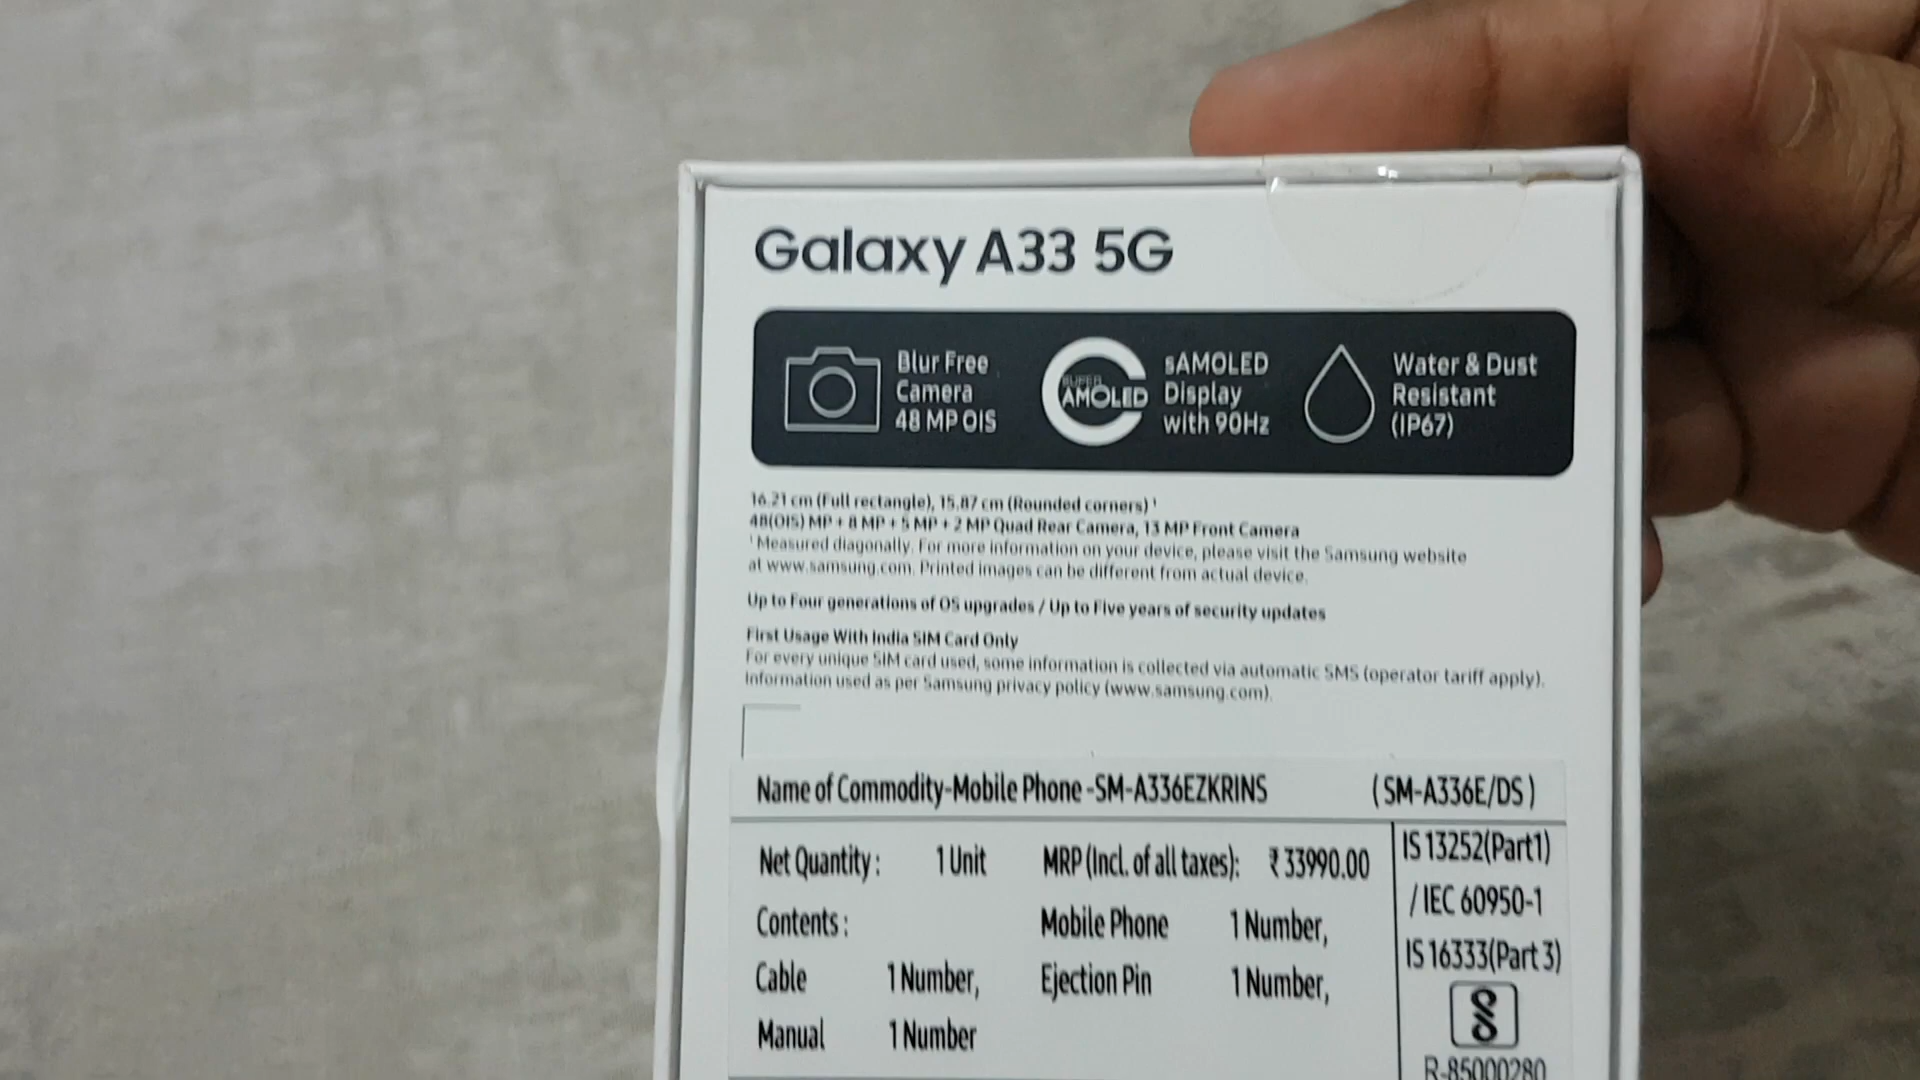 Galaxy A33 5G
Blur Free
Camera
48 MP OIS
SUPER
AMOLED
sAMOLED
Display
with 90Hz
Water & Dust
Resistant
(IP67)
16.21 cm (Full rectangle), 15.87 cm (Rounded corners) ¹
48(OIS) MP + 8 MP + 5 MP + 2 MP Quad Rear Camera, 13 MP Front Camera
¹ Measured diagonally. For more information on your device, please visit the Samsung website
at www.samsung.com. Printed images can be different from actual device.
Up to Four generations of OS upgrades / Up to Five years of security updates
First Usage With India SIM Card Only
For every unique SIM card used, some information is collected via automatic SMS (operator tariff apply).
Information used as per Samsung privacy policy (www.samsung.com).
Name of Commodity-Mobile Phone -SM-A336EZKRINS (SM-A336E/DS)
Net Quantity : 1 Unit MRP (Incl. of all taxes): ₹ 33990.00
Contents : Mobile Phone 1 Number,
Cable 1 Number, Ejection Pin 1 Number,
Manual 1 Number
IS 13252(Part1)
/ IEC 60950-1
IS 16333(Part 3)
R-85000280